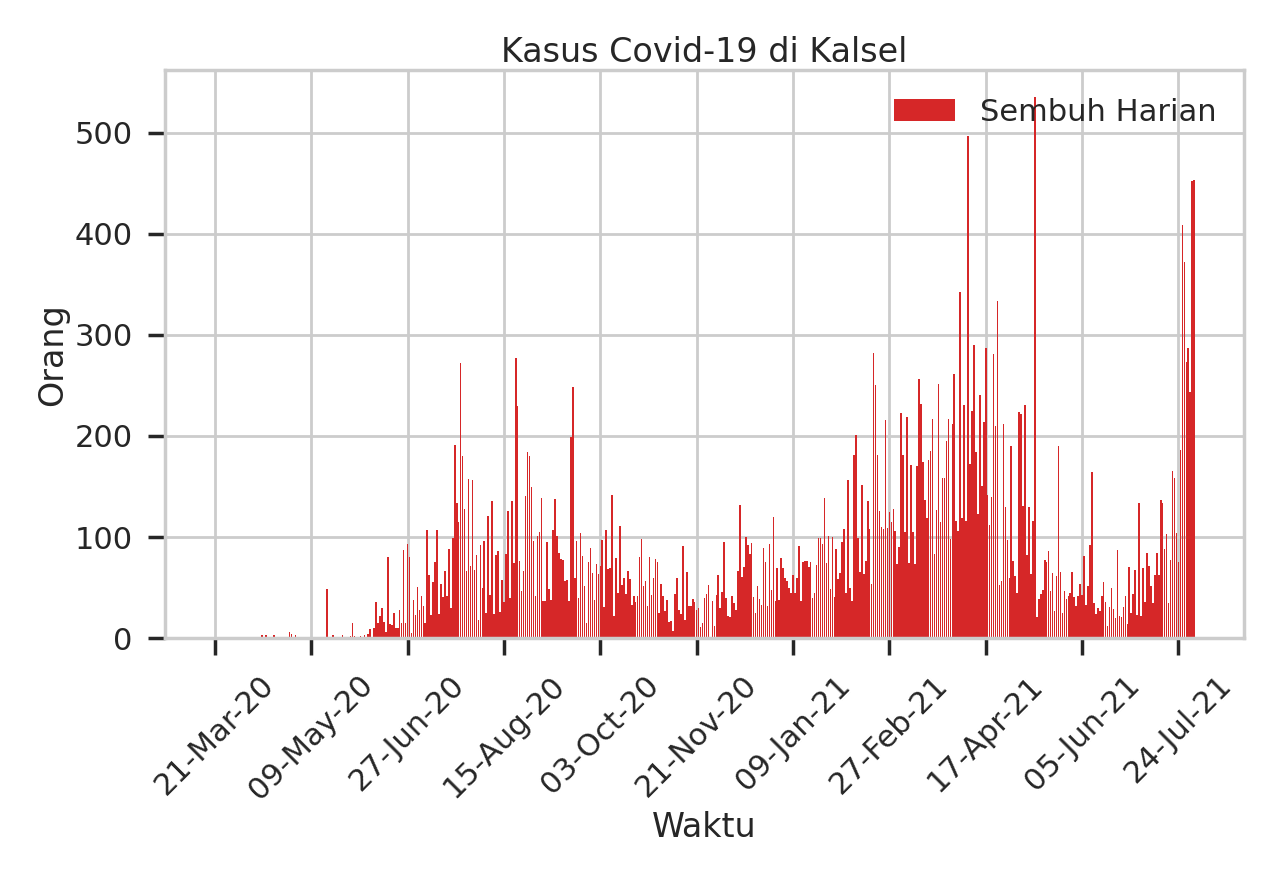 Kasus Covid-19 di Kalsel
Sembuh Harian
Orang
500
400
300
200
100
0
21-Mar-20
09-May-20
27-Jun-20
15-Aug-20
03-Oct-20
21-Nov-20
09-Jan-21
27-Feb-21
17-Apr-21
05-Jun-21
24-Jul-21
Waktu